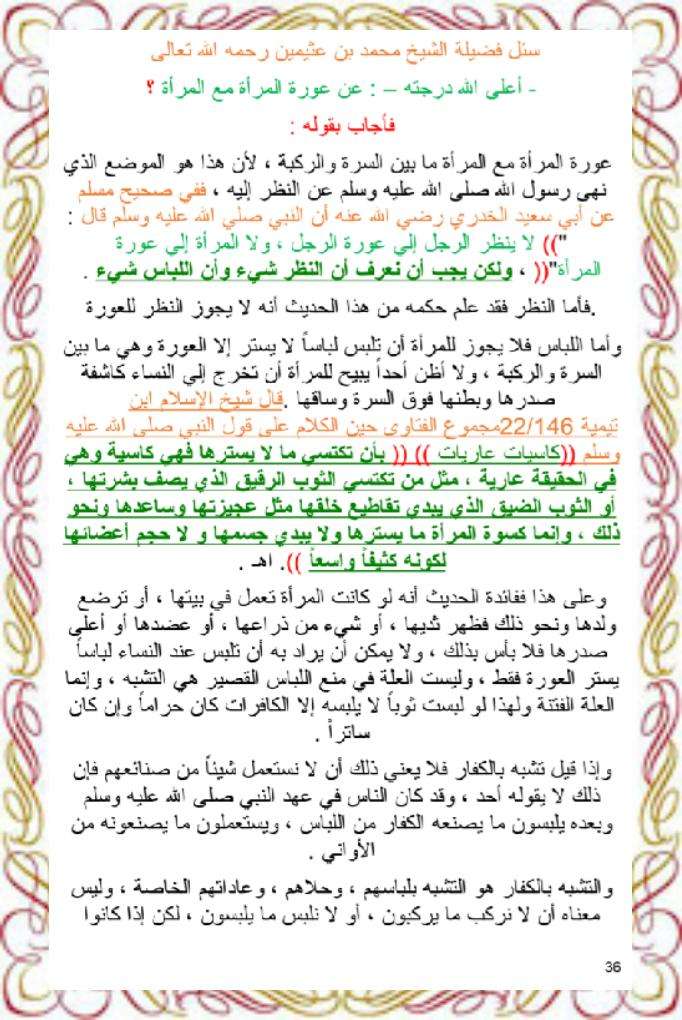 سئل فضيلة الشيخ محمد بن عثيمين رحمه الله تعالى
- أعلى الله درجته – : عن عورة المرأة مع المرأة ؟
فأجاب بقوله :
عورة المرأة مع المرأة ما بين السرة والركبة ، لأن هذا هو الموضع الذي
نهى رسول الله صلى الله عليه وسلم عن النظر إليه ، ففي صحيح مسلم
عن أبي سعيد الخدري رضي الله عنه أن النبي صلي الله عليه وسلم قال :
"(( لا ينظر الرجل إلي عورة الرجل ، ولا المرأة إلي عورة
المرأة"(( ، ولكن يجب أن نعرف أن النظر شيء وأن اللباس شيء .
.فأما النظر فقد علم حكمه من هذا الحديث أنه لا يجوز النظر للعورة
وأما اللباس فلا يجوز للمرأة أن تلبس لباساً لا يستر إلا العورة وهي ما بين
السرة والركبة ، ولا أظن أحداً يبيح للمرأة أن تخرج إلي النساء كاشفة
صدرها وبطنها فوق السرة وساقها .قال شيخ الإسلام ابن
تيمية 22/146مجموع الفتاوى حين الكلام على قول النبي صلى الله عليه
وسلم ((كاسيات عاريات )) (( بأن تكتسي ما لا يسترها فهي كاسية وهي
في الحقيقة عارية ، مثل من تكتسي الثوب الرقيق الذي يصف بشرتها ،
أو الثوب الضيق الذي يبدي تقاطيع خلقها مثل عجيزتها وساعدها ونحو
ذلك ، وإنما كسوة المرأة ما يسترها ولا يبدي جسمها و لا حجم أعضائها
لكونه كثيفاً واسعاً )). اهـ .
وعلى هذا ففائدة الحديث أنه لو كانت المرأة تعمل في بيتها ، أو ترضع
ولدها ونحو ذلك فظهر ثديها ، أو شيء من ذراعها ، أو عضدها أو أعلى
صدرها فلا بأس بذلك ، ولا يمكن أن يراد به أن تلبس عند النساء لباساً
يستر العورة فقط ، وليست العلة في منع اللباس القصير هي التشبه ، وإنما
العلة الفتنة ولهذا لو لبست ثوباً لا يلبسه إلا الكافرات كان حراماً وإن كان
ساتراً .
وإذا قيل تشبه بالكفار فلا يعني ذلك أن لا نستعمل شيئاً من صنائعهم فإن
ذلك لا يقوله أحد ، وقد كان الناس في عهد النبي صلى الله عليه وسلم
وبعده يلبسون ما يصنعه الكفار من اللباس ، ويستعملون ما يصنعونه من
الأواني .
والتشبه بالكفار هو التشبه بلباسهم ، وحلاهم ، وعاداتهم الخاصة ، وليس
معناه أن لا نركب ما يركبون ، أو لا نلبس ما يلبسون ، لكن إذا كانوا
36